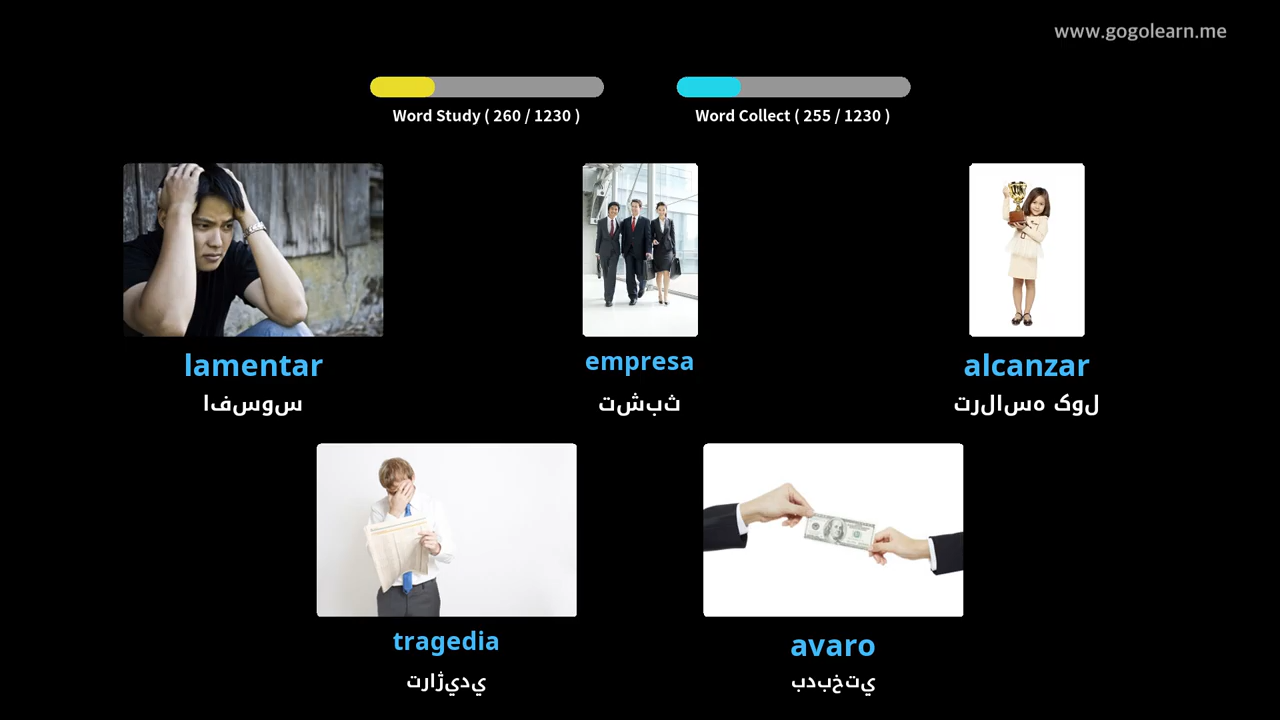 www.gogolearn.me
Word Study ( 260 / 1230 )
Word Collect ( 255 / 1230 )
lamentar
سوسفا
empresa
ثبشت
alcanzar
لوک هسالرت
tragedia
يديژارت
avaro
يتخبدب